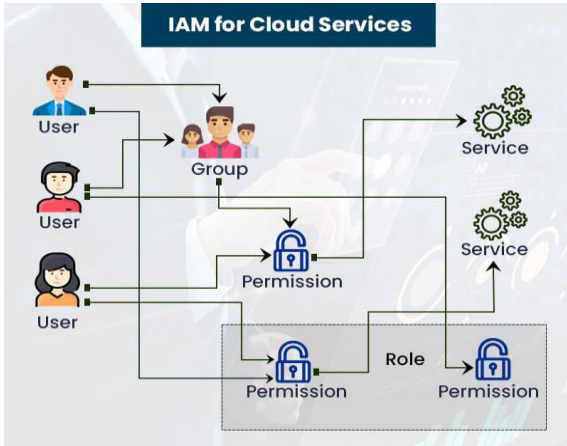 IAM for Cloud Services
User
Group
Service
User
Service
Permission
User
Role
Permission
Permission